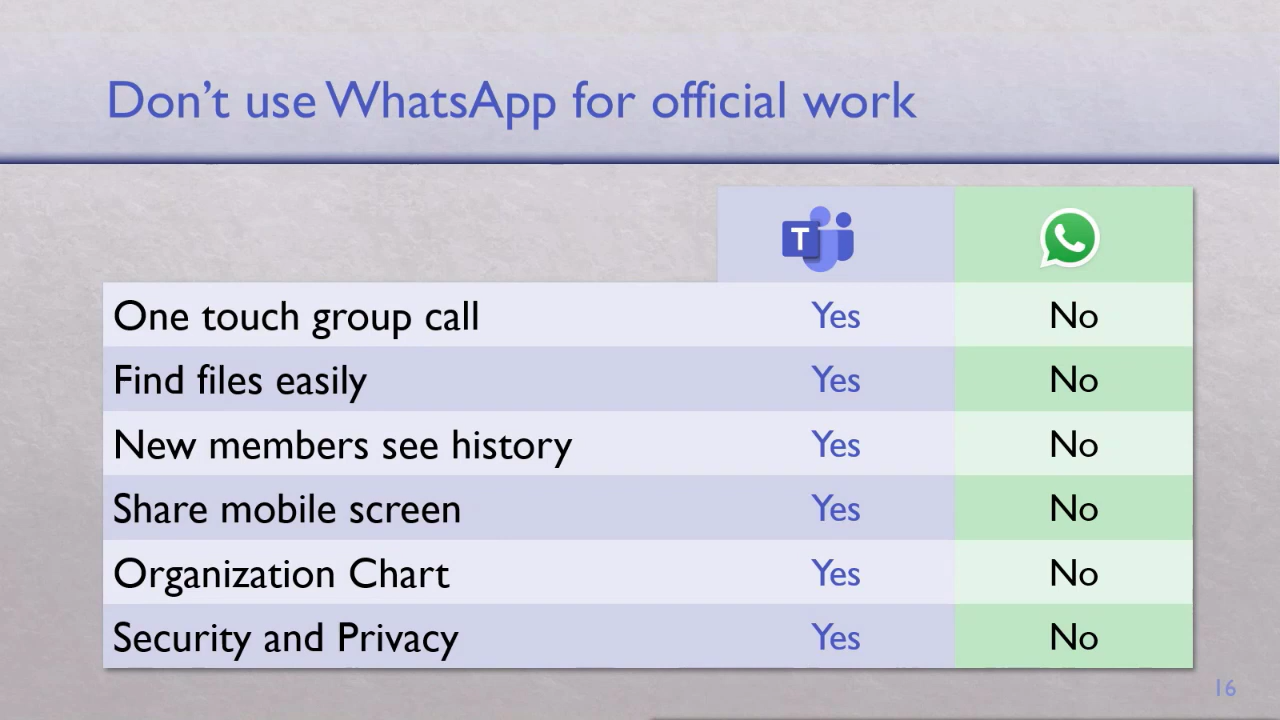 Don't use WhatsApp for official work
T
One touch group call Yes No
Find files easily Yes No
New members see history Yes No
Share mobile screen Yes No
Organization Chart Yes No
Security and Privacy Yes No
16